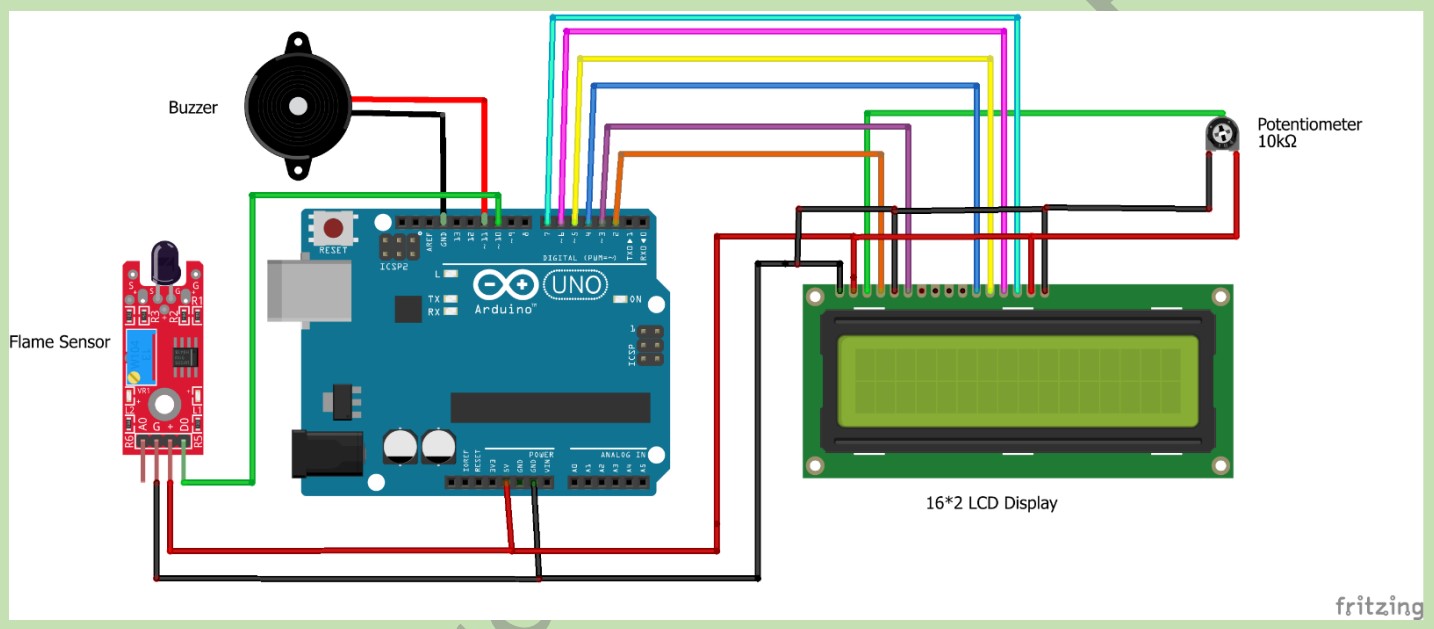 Buzzer
Potentiometer
10kΩ
RESET
AREF
GND
13
12
~11
~10
~9
8
7
~6
~5
4
~3
2
TXD▶1
RXD◀0
ICSP2
DIGITAL (PWM=~)
L
TX
RX
Arduino™
UNO
ON
1
ICSP
S
G
S
G
+
R1
R3
R2
Flame Sensor
VR1
+
R6
A0
G
+
D0
R5
POWER
ANALOG IN
IOREF
RESET
3V3
5V
GND
GND
VIN
A0
A1
A2
A3
A4
A5
16*2 LCD Display
fritzing